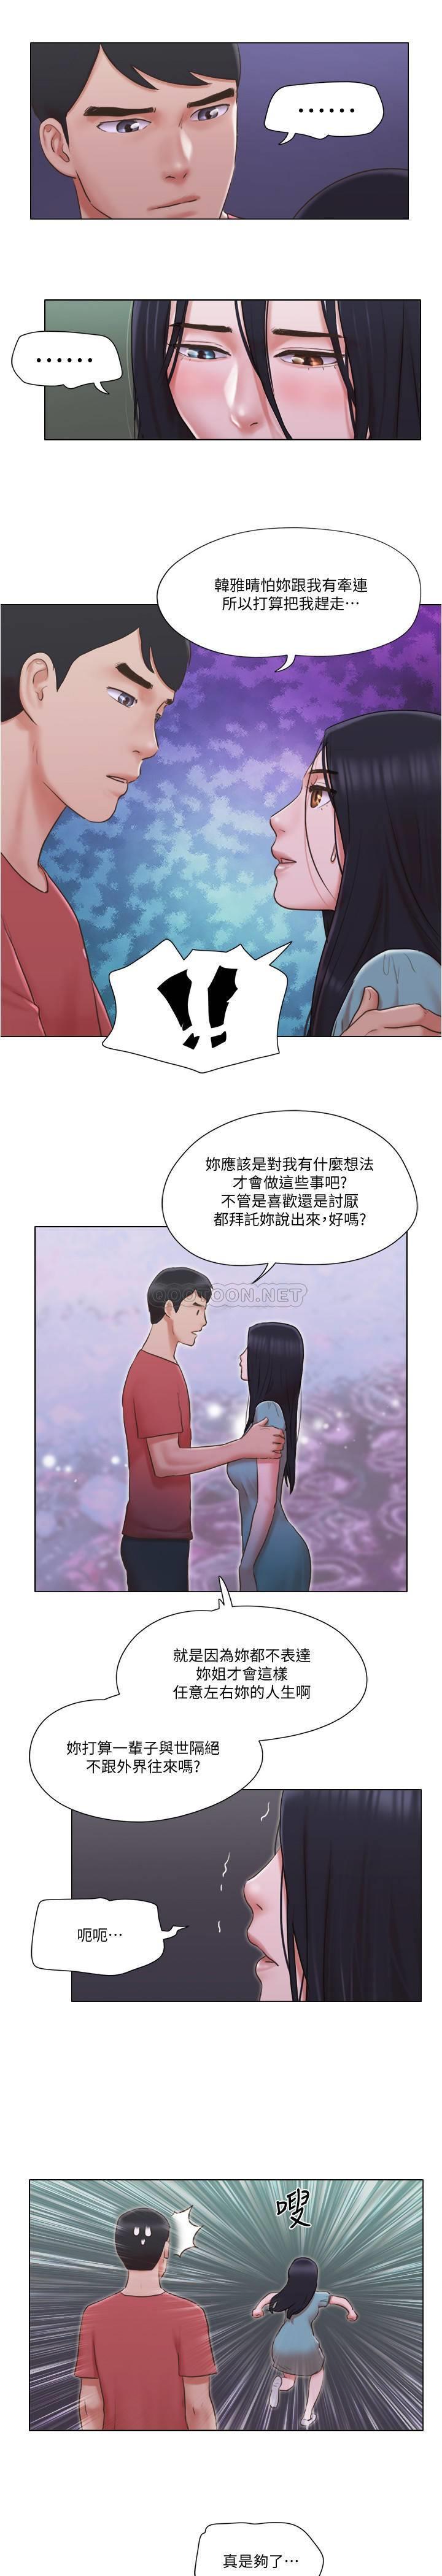 ••••••
••••••
韓雅晴怕妳跟我有牽連
所以打算把我趕走…
!!
妳應該是對我有什麼想法
才會做這些事吧?
不管是喜歡還是討厭
都拜託妳說出來,好嗎?
QOOTOON.NET
就是因為妳都不表達
妳姐才會這樣
任意左右妳的人生啊
妳打算一輩子與世隔絕
不跟外界往來嗎?
呃呃…
嗖
真是夠了…